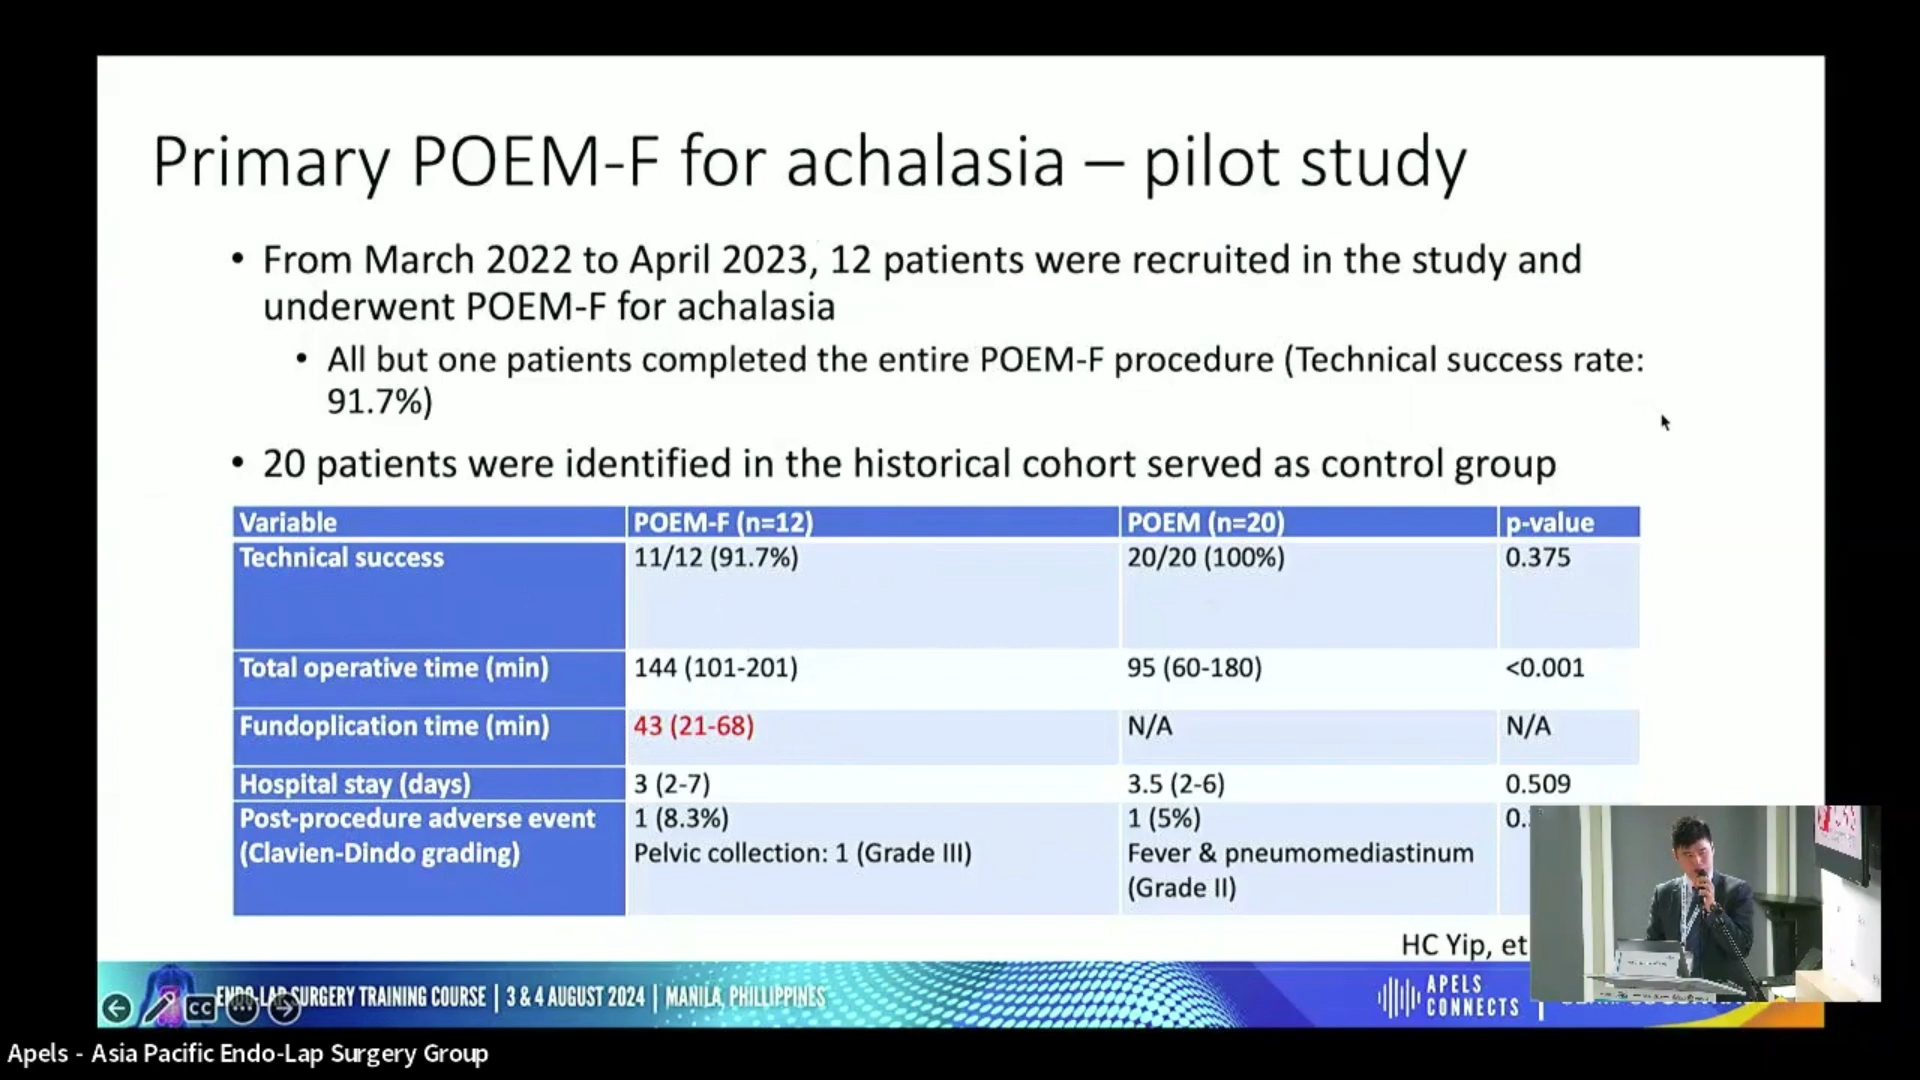 Primary POEM-F for achalasia – pilot study
• From March 2022 to April 2023, 12 patients were recruited in the study and
underwent POEM-F for achalasia
• All but one patients completed the entire POEM-F procedure (Technical success rate:
91.7%)
• 20 patients were identified in the historical cohort served as control group
Variable POEM-F (n=12) POEM (n=20) p-value
Technical success 11/12 (91.7%) 20/20 (100%) 0.375
Total operative time (min) 144 (101-201) 95 (60-180) <0.001
Fundoplication time (min) 43 (21-68) N/A N/A
Hospital stay (days) 3 (2-7) 3.5 (2-6) 0.509
Post-procedure adverse event 1 (8.3%) 1 (5%) 0.
(Clavien-Dindo grading) Pelvic collection: 1 (Grade III) Fever & pneumomediastinum
(Grade II)
HC Yip, et
CC
ENDO-LAP SURGERY TRAINING COURSE | 3 & 4 AUGUST 2024 | MANILA, PHILLIPPINES
APELS
CONNECTS
Apels - Asia Pacific Endo-Lap Surgery Group